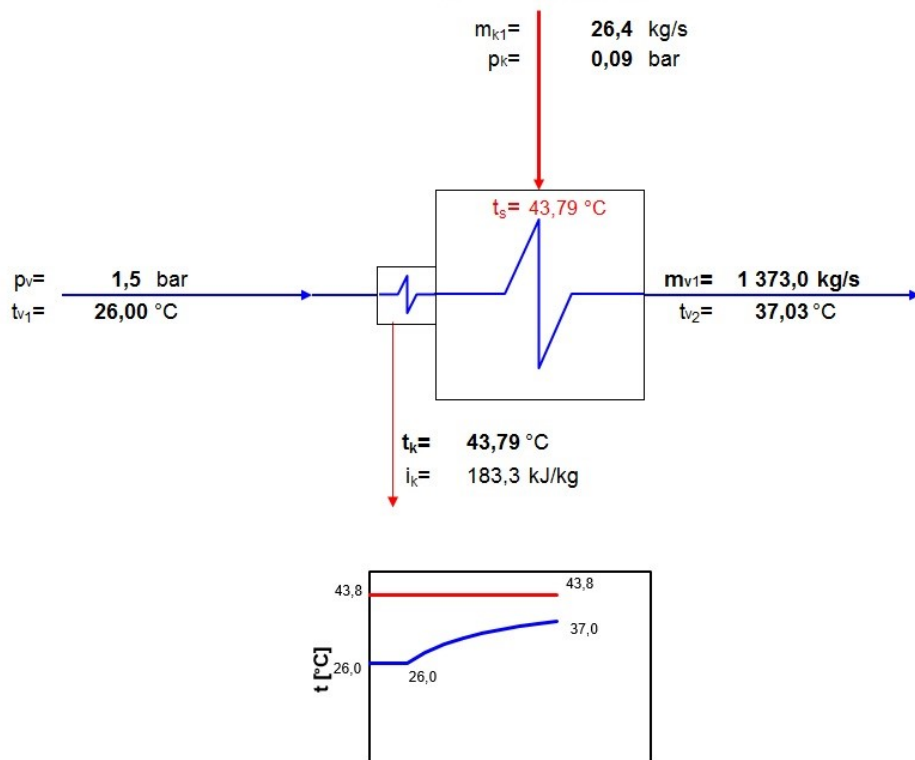 mk1= 26,4 kg/s
pk= 0,09 bar
ts= 43,79 °C
pv= 1,5 bar
tv1= 26,00 °C
mv1= 1 373,0 kg/s
tv2= 37,03 °C
tk= 43,79 °C
ik= 183,3 kJ/kg
43,8
43,8
37,0
26,0
26,0
t [°C]